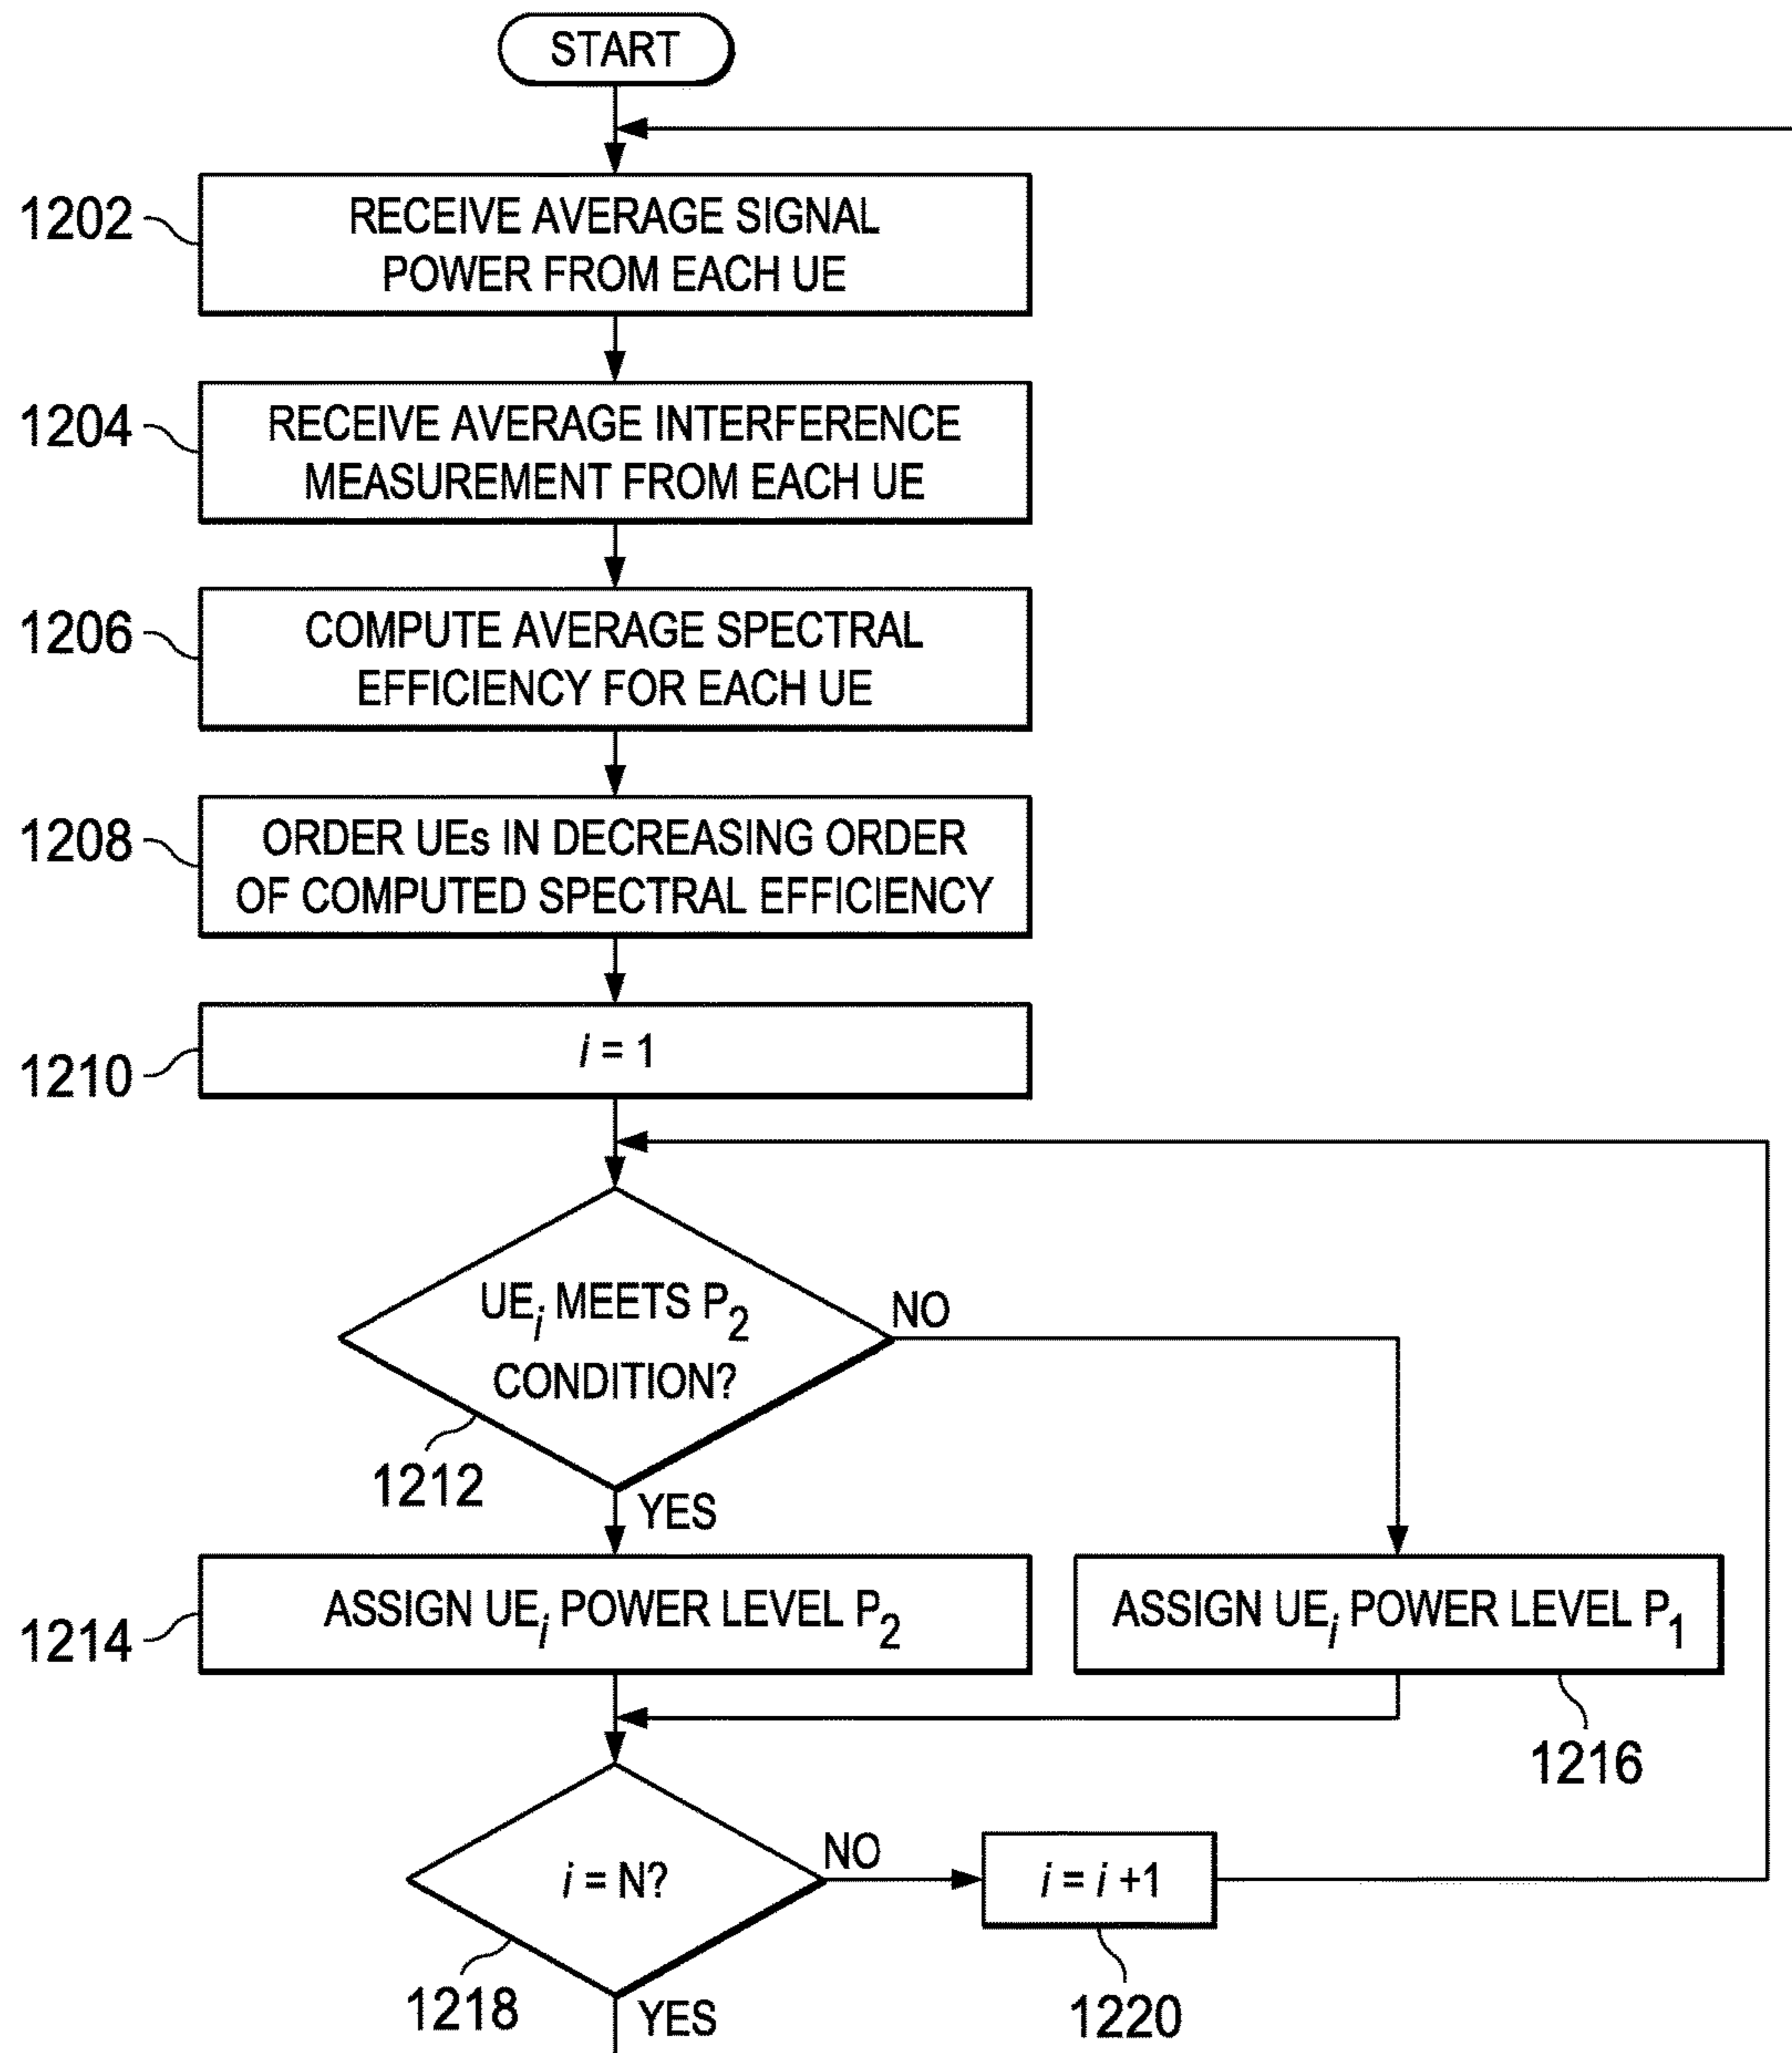 START
1202
RECEIVE AVERAGE SIGNAL
POWER FROM EACH UE
1204
RECEIVE AVERAGE INTERFERENCE
MEASUREMENT FROM EACH UE
1206
COMPUTE AVERAGE SPECTRAL
EFFICIENCY FOR EACH UE
1208
ORDER UEs IN DECREASING ORDER
OF COMPUTED SPECTRAL EFFICIENCY
1210
i = 1
UEi MEETS P2
CONDITION?
NO
1212
YES
1214
ASSIGN UEi POWER LEVEL P2
ASSIGN UEi POWER LEVEL P1
1216
i = N?
NO
i = i +1
1218
YES
1220